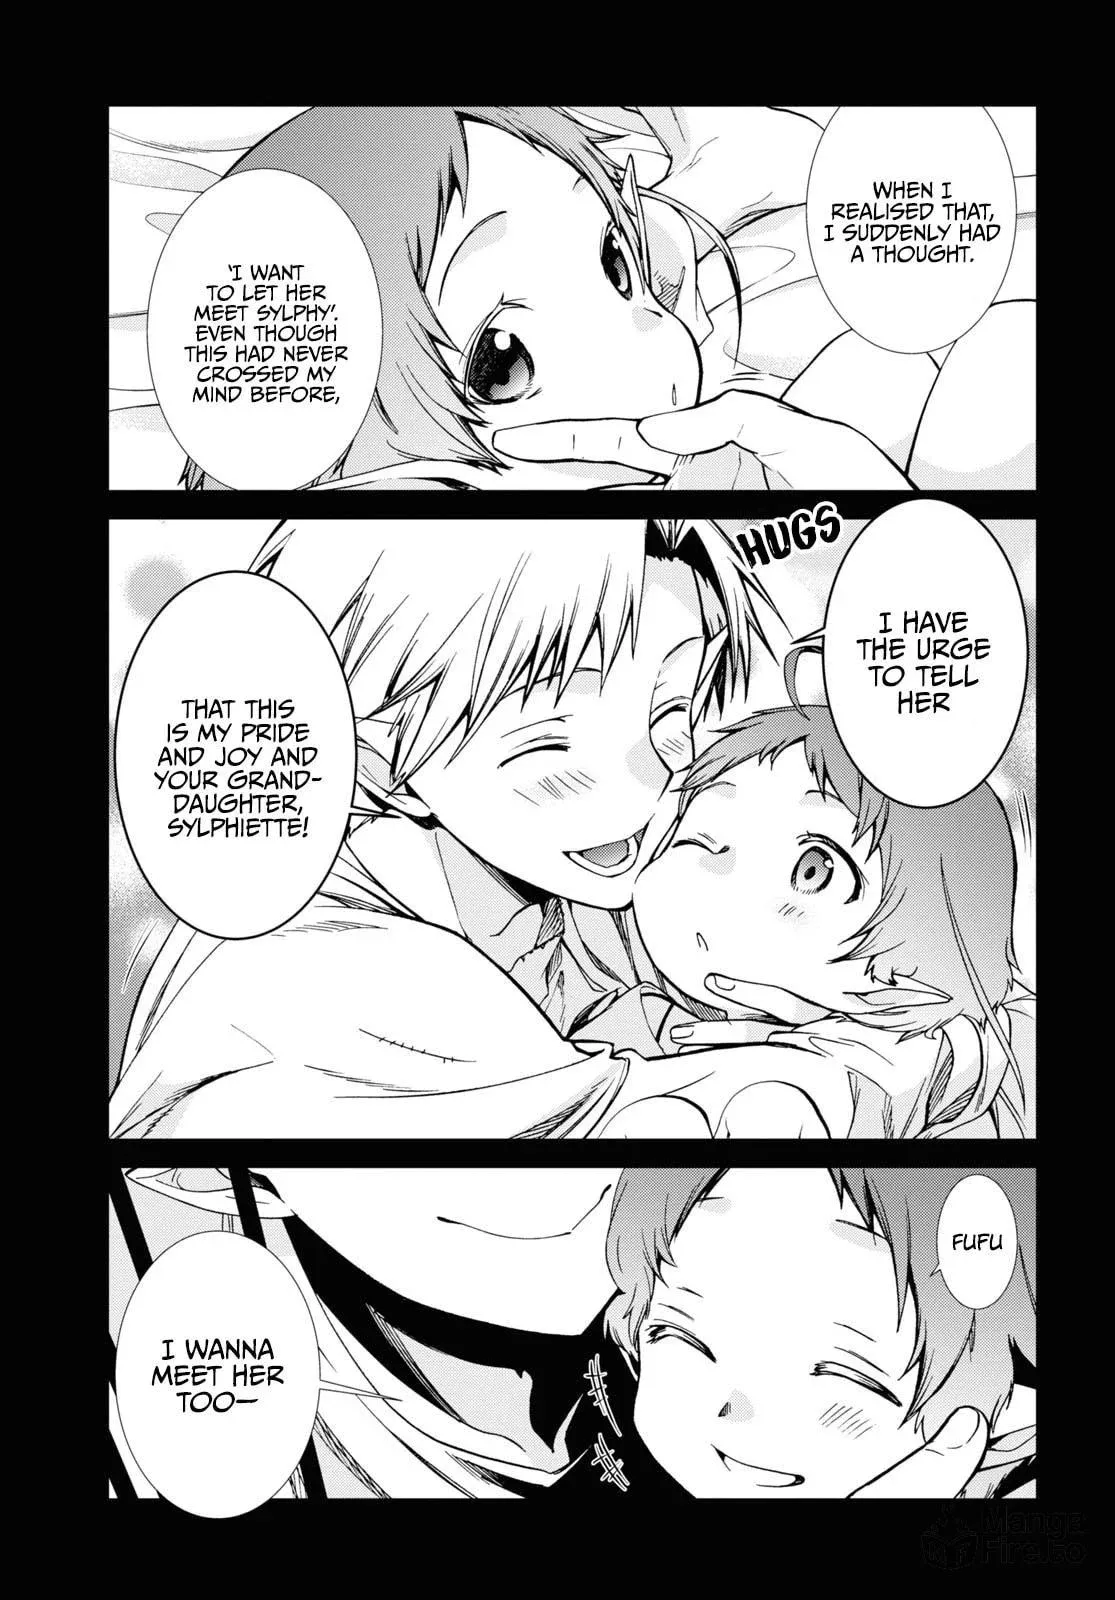 WHEN I
REALISED THAT,
I SUDDENLY HAD
A THOUGHT.
'I WANT
TO LET HER
MEET SYLPHY'.
EVEN THOUGH
THIS HAD NEVER
CROSSED MY
MIND BEFORE,
HUGS
I HAVE
THE URGE
TO TELL
HER
THAT THIS
IS MY PRIDE
AND JOY AND
YOUR GRAND-
DAUGHTER,
SYLPHIETTE!
FUFU
I WANNA
MEET HER
TOO—
Manga
Fire.to